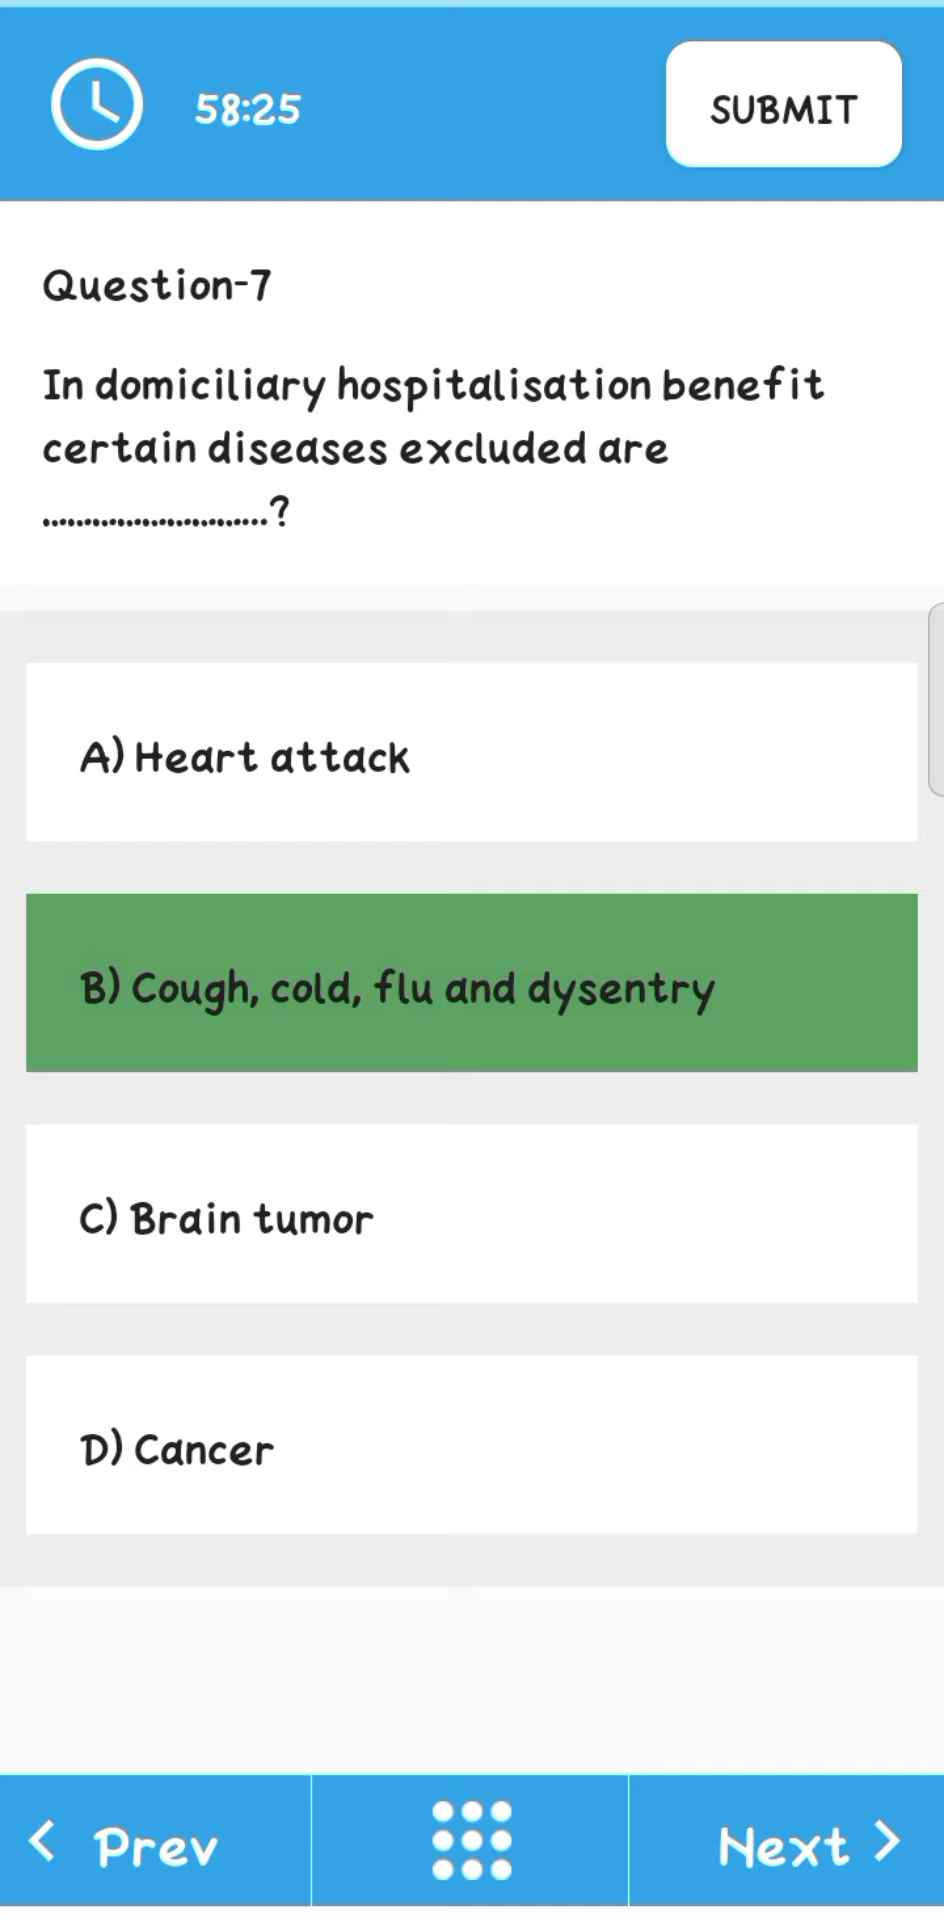 58:25
SUBMIT
Question-7
In domiciliary hospitalisation benefit
certain diseases excluded are
...........................?
A) Heart attack
B) Cough, cold, flu and dysentry
C) Brain tumor
D) Cancer
Prev
Next